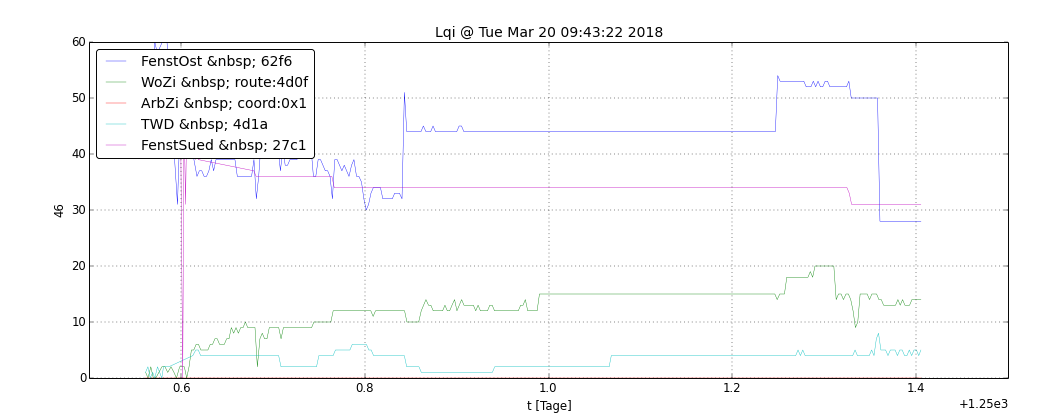 Lqi @ Tue Mar 20 09:43:22 2018
60
50
40
30
20
10
0
46
FenstOst &nbsp; 62f6
WoZi &nbsp; route:4d0f
ArbZi &nbsp; coord:0x1
TWD &nbsp; 4d1a
FenstSued &nbsp; 27c1
0.6 0.8 1.0 1.2 1.4
t [Tage]
+1.25e3